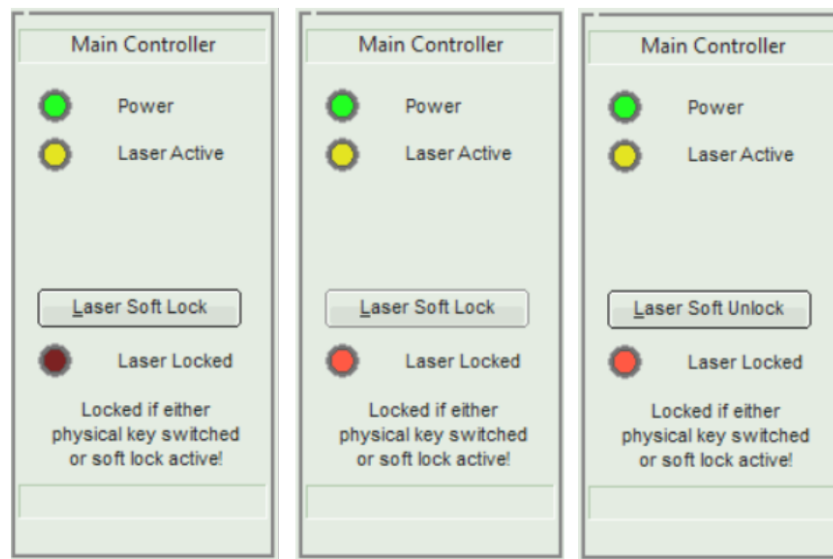 Main Controller
Power
Laser Active
Laser Soft Lock
Laser Locked
Locked if either
physical key switched
or soft lock active!
Main Controller
Power
Laser Active
Laser Soft Lock
Laser Locked
Locked if either
physical key switched
or soft lock active!
Main Controller
Power
Laser Active
Laser Soft Unlock
Laser Locked
Locked if either
physical key switched
or soft lock active!